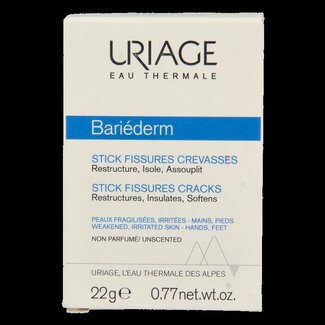 URIAGE
EAU THERMALE
Bariéderm
STICK FISSURES CREVASSES
Restructure, Isole, Assouplit
STICK FISSURES CRACKS
Restructures, Insulates, Softens
PEAUX FRAGILISÉES, IRRITÉES - MAINS, PIEDS
WEAKENED, IRRITATED SKIN - HANDS, FEET
NON PARFUMÉ/ UNSCENTED
URIAGE, L'EAU THERMALE DES ALPES
22g℮ 0.77net.wt.oz.